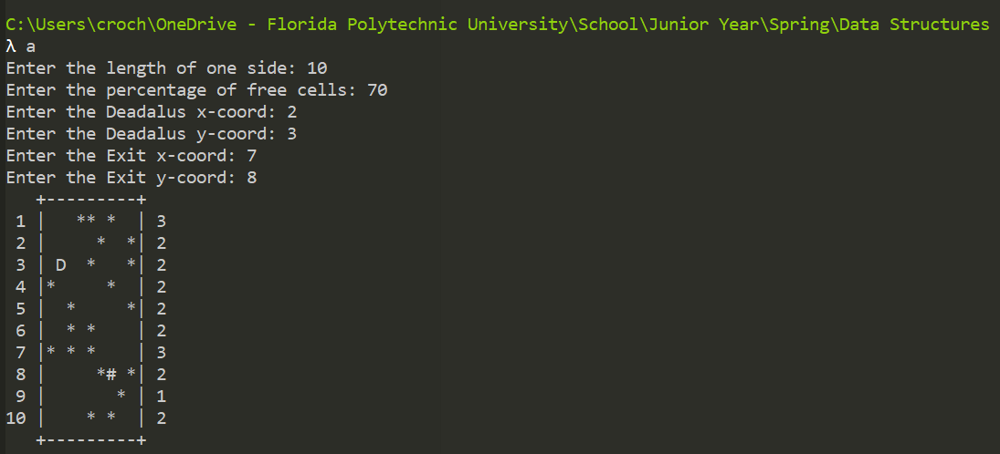 C:\Users\croch\OneDrive - Florida Polytechnic University\School\Junior Year\Spring\Data Structures
λ a
Enter the length of one side: 10
Enter the percentage of free cells: 70
Enter the Deadalus x-coord: 2
Enter the Deadalus y-coord: 3
Enter the Exit x-coord: 7
Enter the Exit y-coord: 8
   +---------+
 1 |   ** *  | 3
 2 |     *  *| 2
 3 | D  *   *| 2
 4 |*     *  | 2
 5 |  *     *| 2
 6 |  * *    | 2
 7 |* * *    | 3
 8 |     *# *| 2
 9 |       * | 1
10 |    * *  | 2
   +---------+